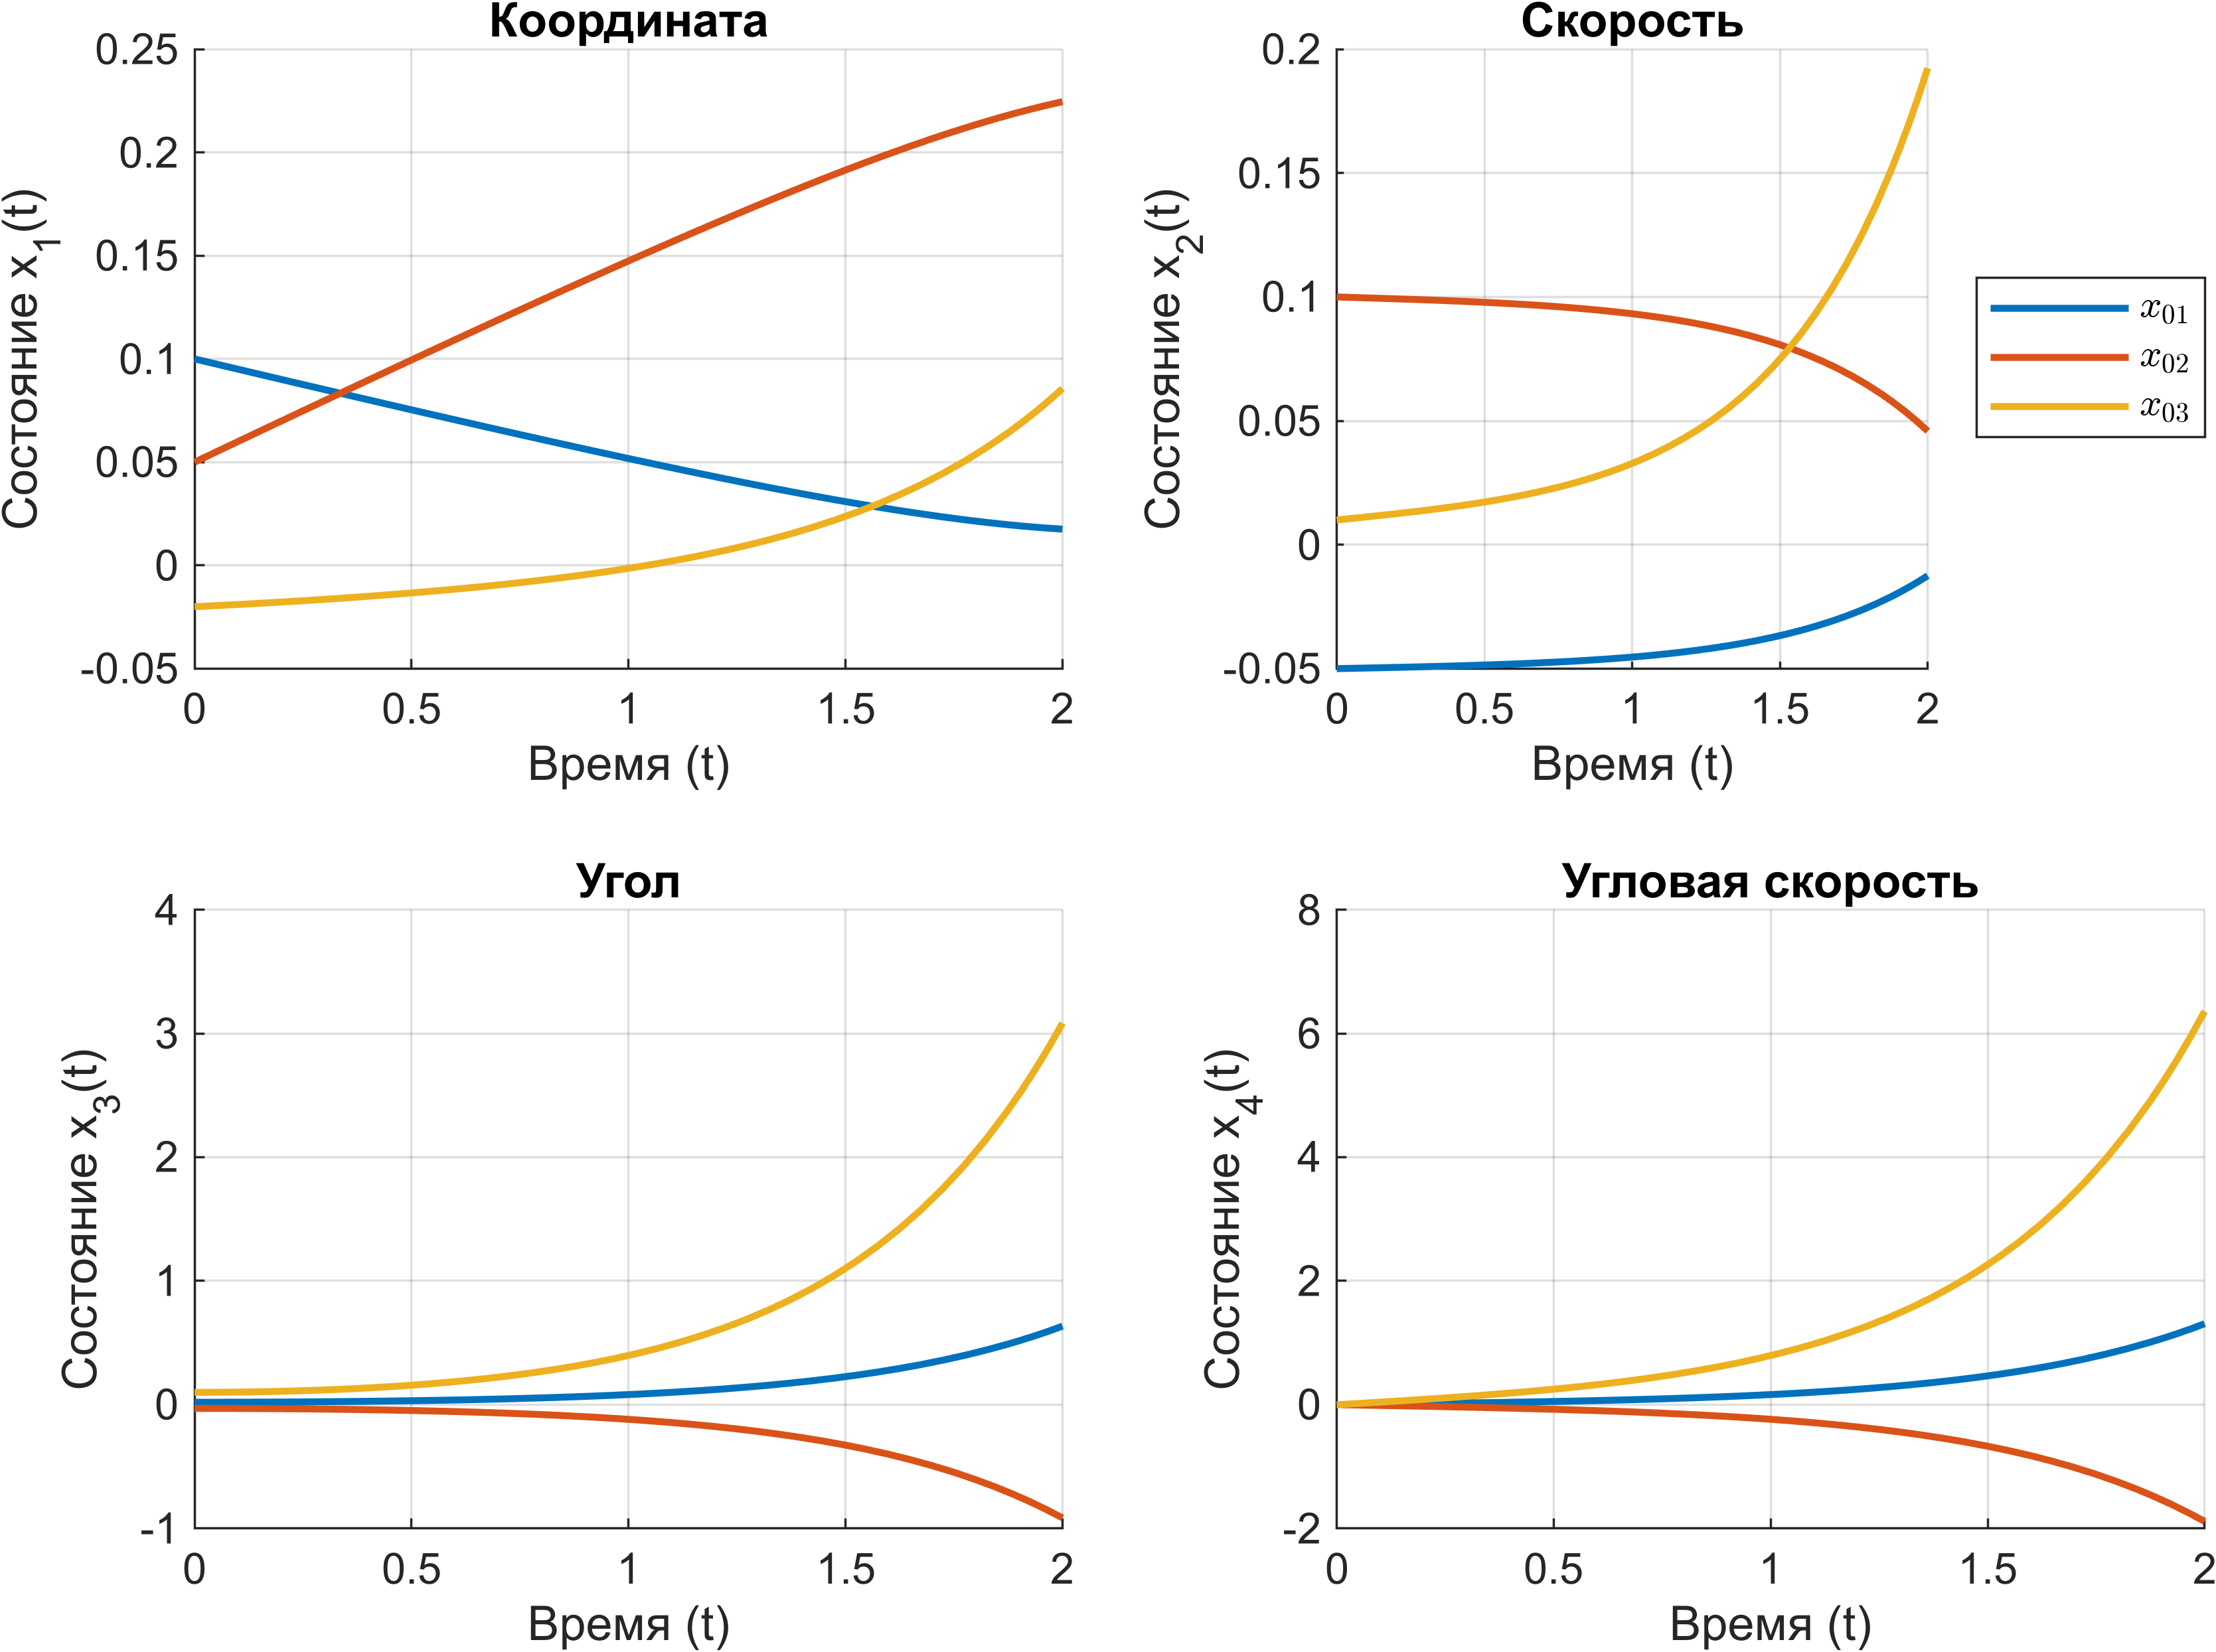 Координата
0.25
0.2
0.15
0.1
0.05
0
-0.05
Состояние x1(t)
0 0.5 1 1.5 2
Время (t)
Скорость
0.2
0.15
0.1
0.05
0
-0.05
Состояние x2(t)
0 0.5 1 1.5 2
Время (t)
x01
x02
x03
Угол
4
3
2
1
0
-1
Состояние x3(t)
0 0.5 1 1.5 2
Время (t)
Угловая скорость
8
6
4
2
0
-2
Состояние x4(t)
0 0.5 1 1.5 2
Время (t)